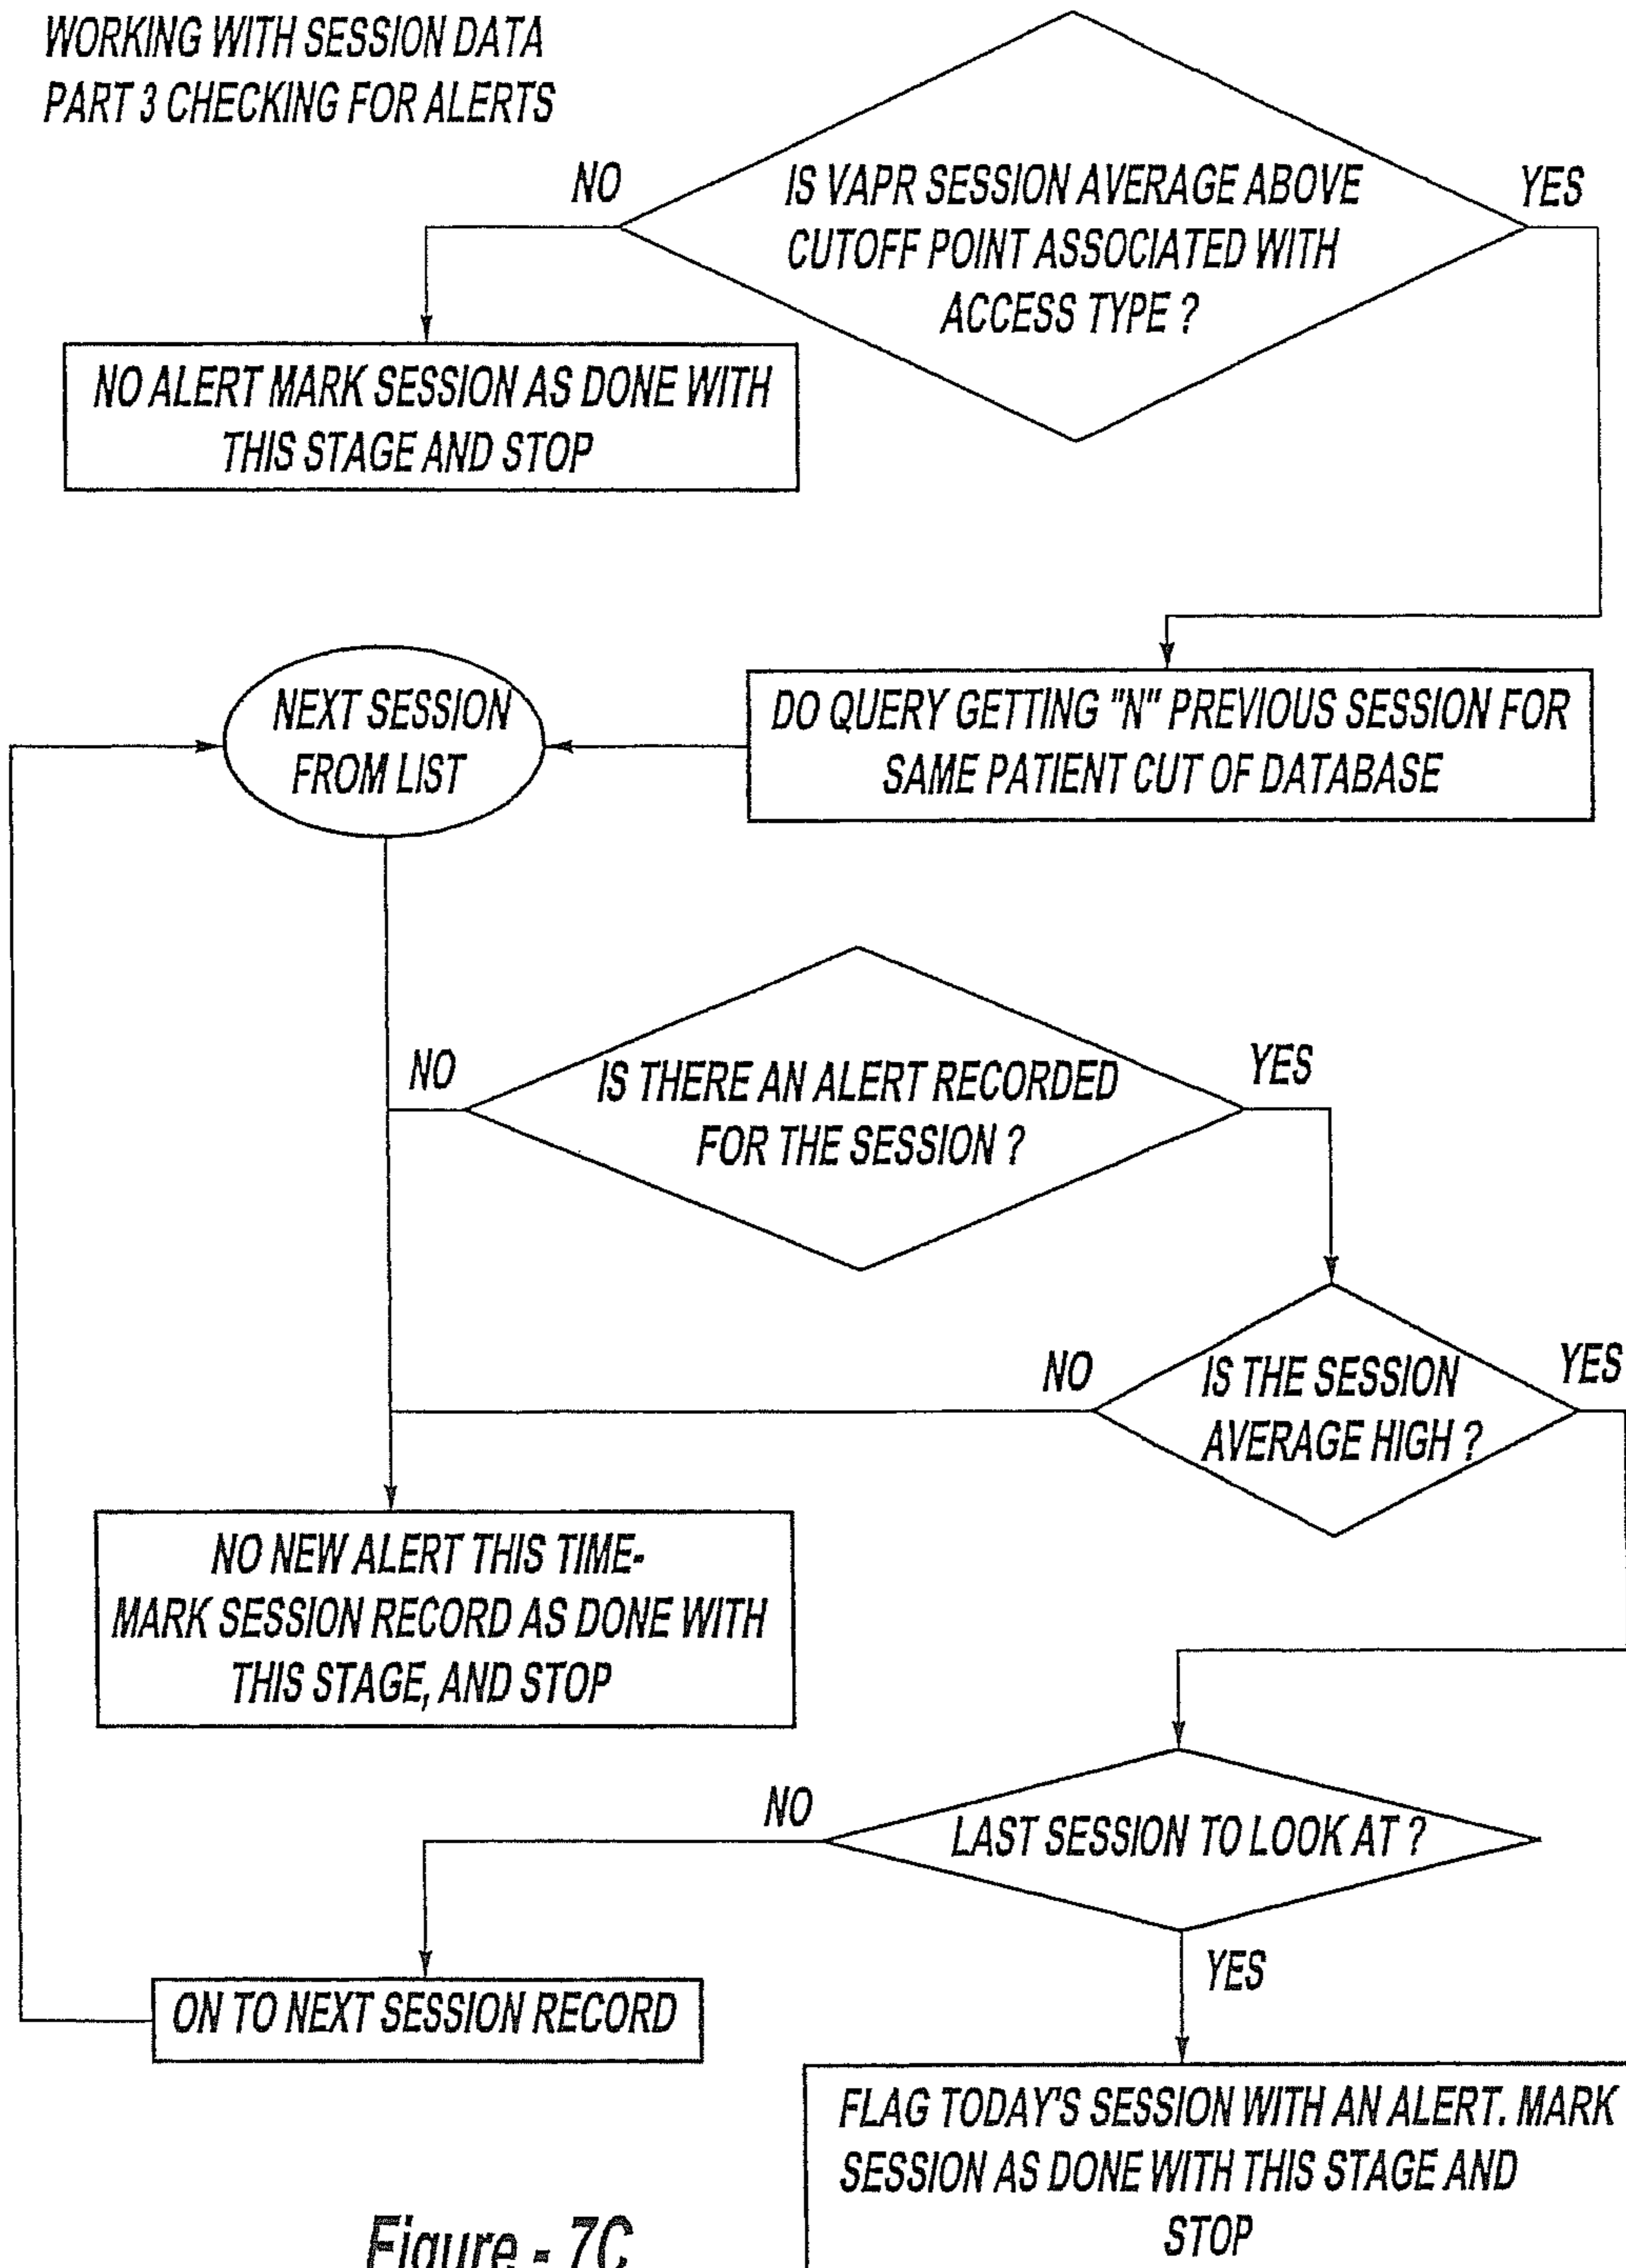 WORKING WITH SESSION DATA
PART 3 CHECKING FOR ALERTS
NO
IS VAPR SESSION AVERAGE ABOVE
CUTOFF POINT ASSOCIATED WITH
ACCESS TYPE ?
YES
NO ALERT MARK SESSION AS DONE WITH
THIS STAGE AND STOP
NEXT SESSION
FROM LIST
DO QUERY GETTING "N" PREVIOUS SESSION FOR
SAME PATIENT CUT OF DATABASE
NO
IS THERE AN ALERT RECORDED
FOR THE SESSION ?
YES
NO
IS THE SESSION
AVERAGE HIGH ?
YES
NO NEW ALERT THIS TIME-
MARK SESSION RECORD AS DONE WITH
THIS STAGE, AND STOP
NO
LAST SESSION TO LOOK AT ?
YES
ON TO NEXT SESSION RECORD
FLAG TODAY'S SESSION WITH AN ALERT. MARK
SESSION AS DONE WITH THIS STAGE AND
STOP
Figure - 7C